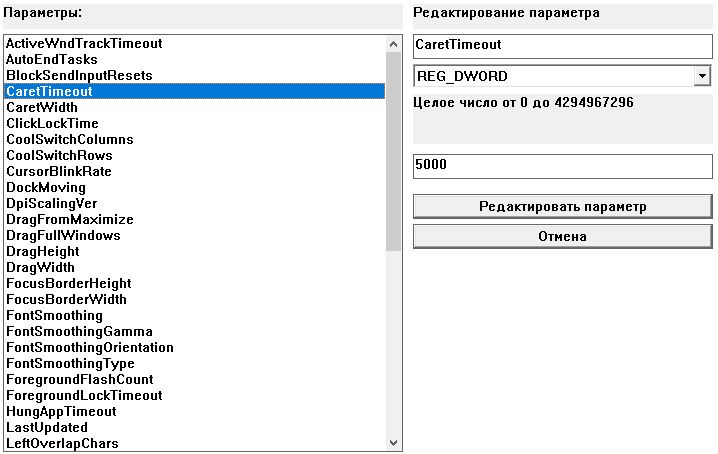 Параметры:
ActiveWndTrackTimeout
AutoEndTasks
BlockSendInputResets
CaretTimeout
CaretWidth
ClickLockTime
CoolSwitchColumns
CoolSwitchRows
CursorBlinkRate
DockMoving
DpiScalingVer
DragFromMaximize
DragFullWindows
DragHeight
DragWidth
FocusBorderHeight
FocusBorderWidth
FontSmoothing
FontSmoothingGamma
FontSmoothingOrientation
FontSmoothingType
ForegroundFlashCount
ForegroundLockTimeout
HungAppTimeout
LastUpdated
LeftOverlapChars
Редактирование параметра
CaretTimeout
REG_DWORD
Целое число от 0 до 4294967296
5000
Редактировать параметр
Отмена